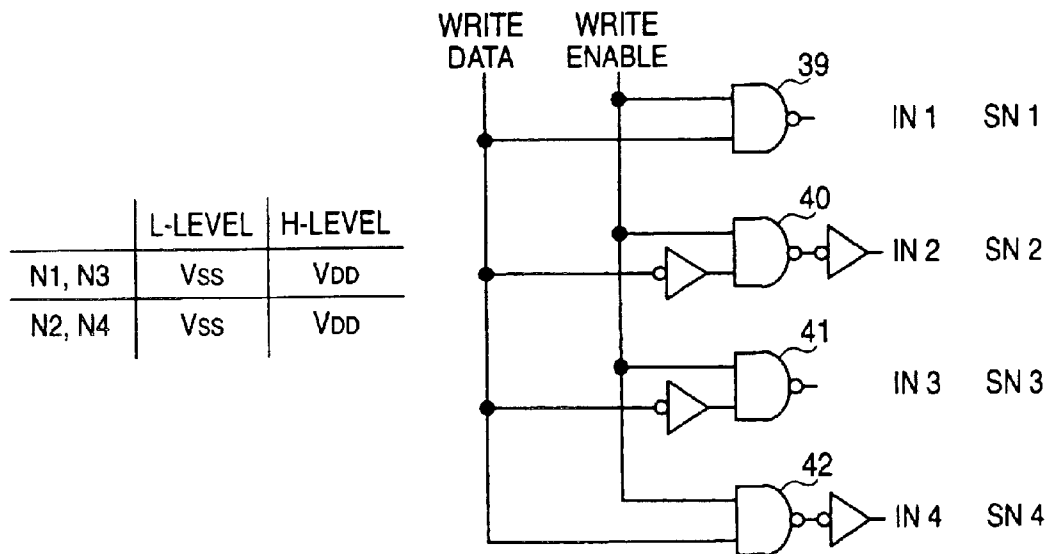 WRITE DATA
WRITE ENABLE
39
IN 1 SN 1
40
IN 2 SN 2
41
IN 3 SN 3
42
IN 4 SN 4
L-LEVEL H-LEVEL
N1, N3 VSS VDD
N2, N4 VSS VDD